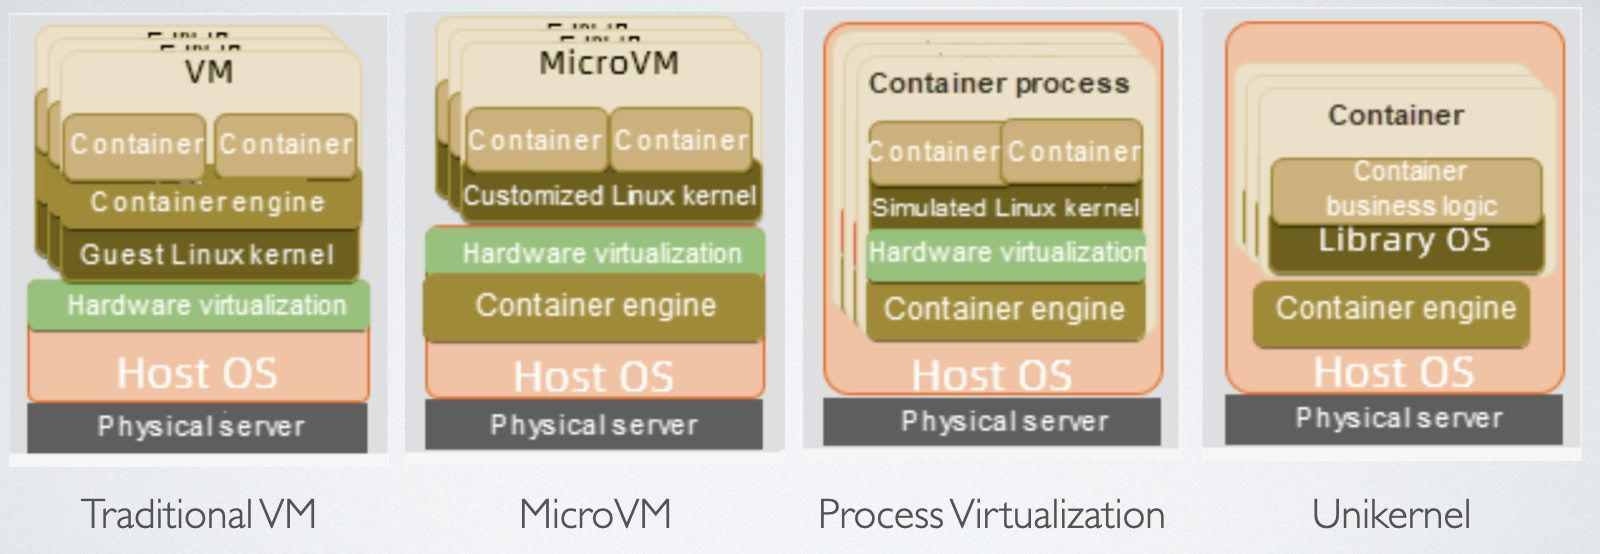 VM
Container Container
Container engine
Guest Linux kernel
Hardware virtualization
Host OS
Physical server
Traditional VM
MicroVM
Container Container
Customized Linux kernel
Hardware virtualization
Container engine
Host OS
Physical server
MicroVM
Container process
Container Container
Simulated Linux kernel
Hardware virtualization
Container engine
Host OS
Physical server
Process Virtualization
Container
Container
business logic
Library OS
Container engine
Host OS
Physical server
Unikernel